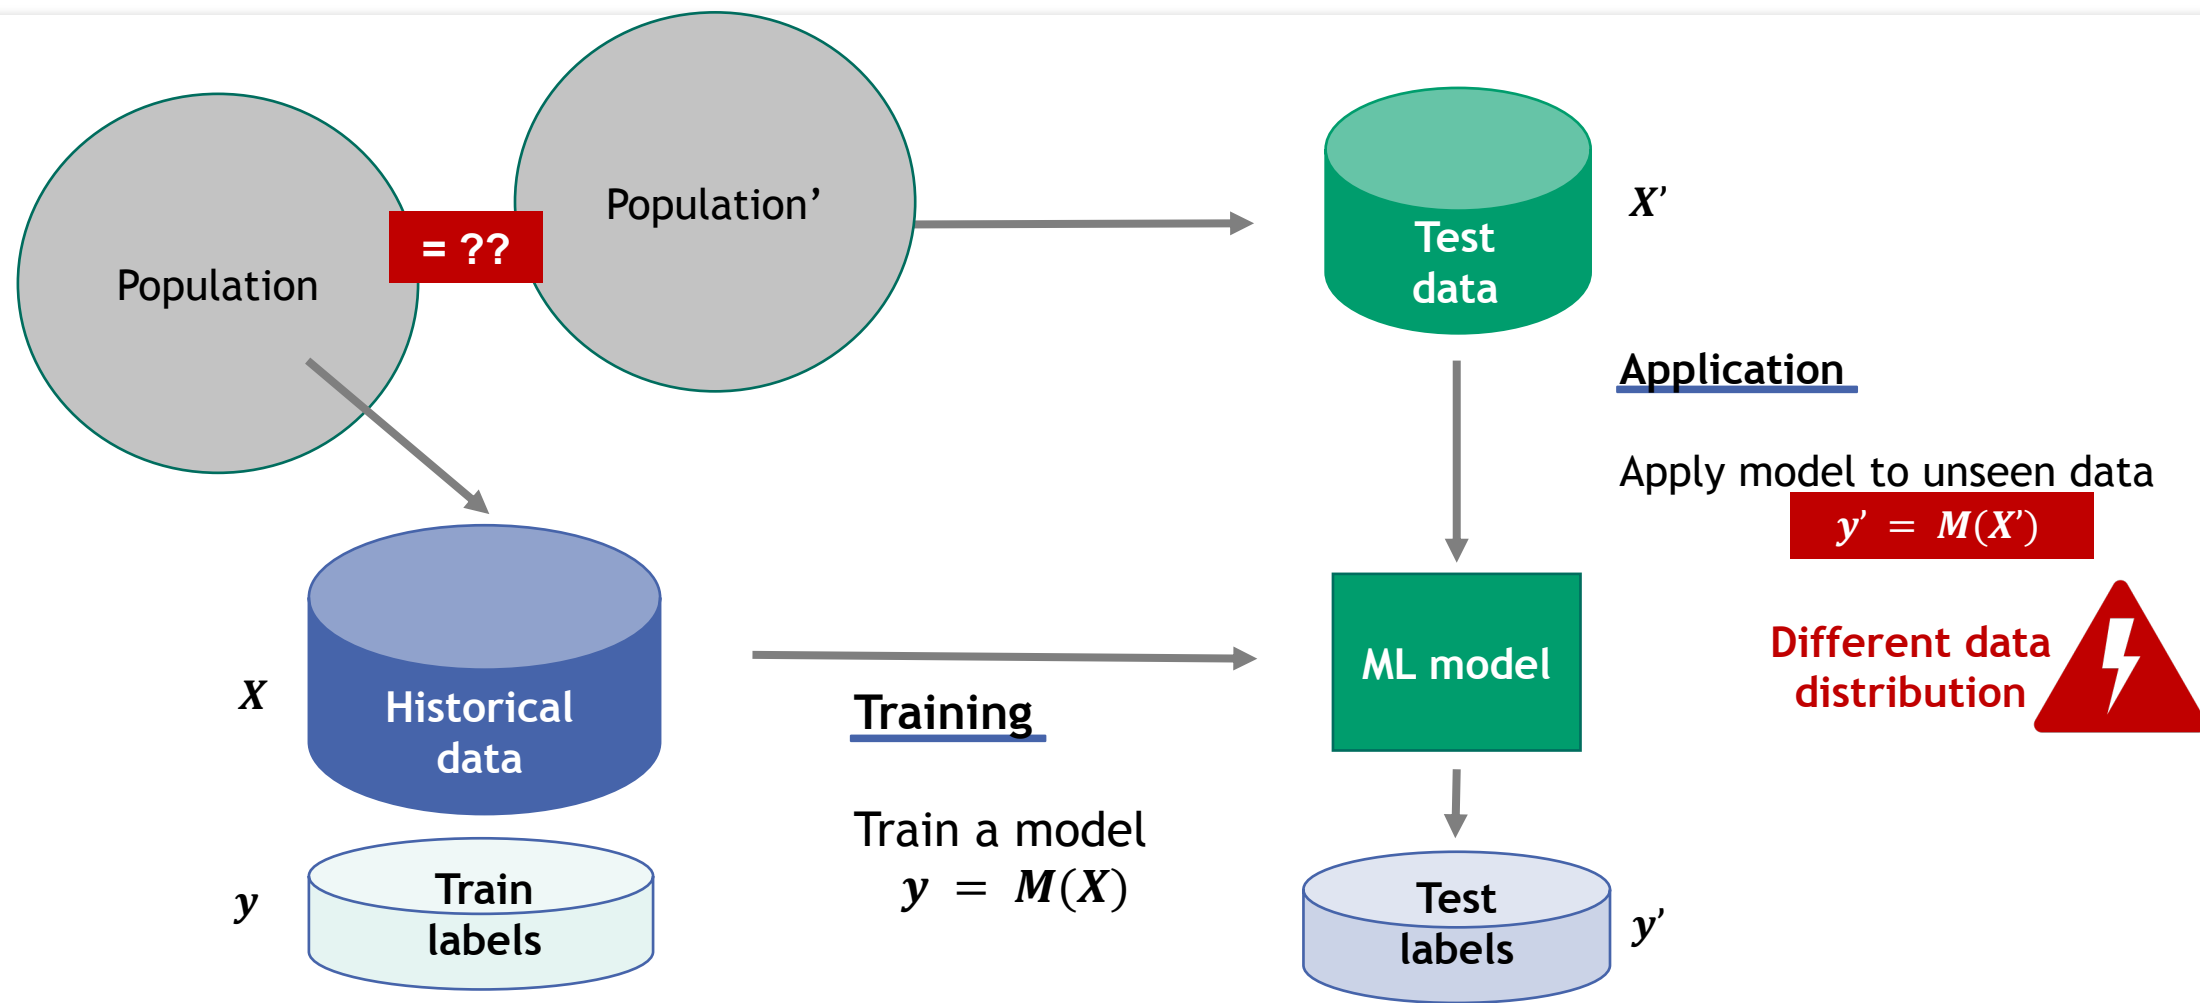 Population
= ??
Population’
Test
data
X’
Application
Apply model to unseen data
y’ = M(X’)
Different data
distribution
X
Historical
data
Training
Train a model
y = M(X)
ML model
y
Train
labels
Test
labels
y’